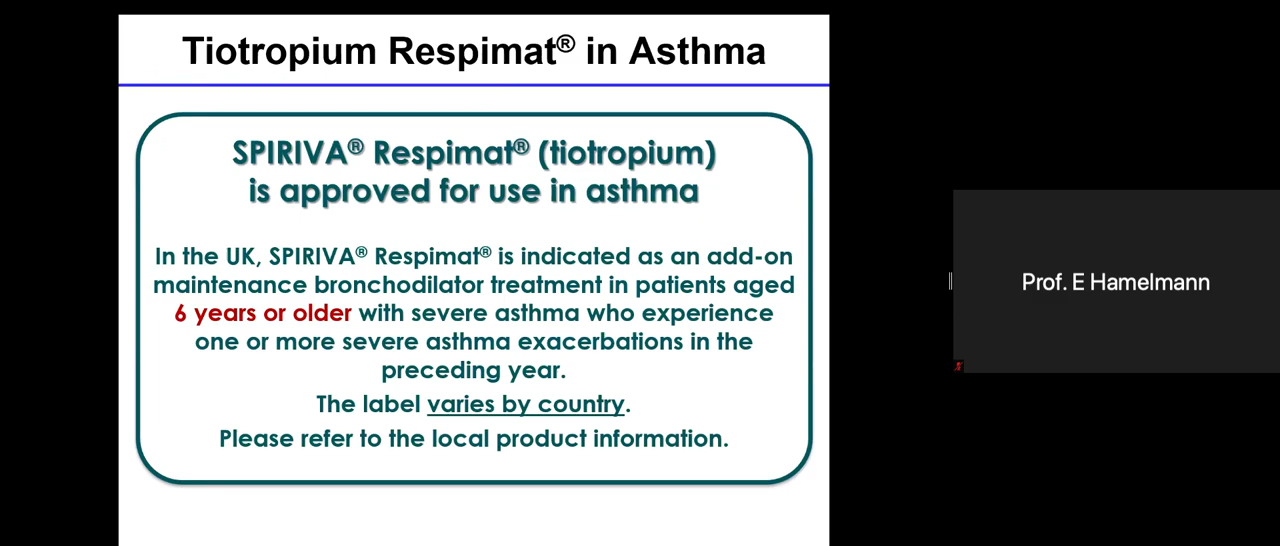 Tiotropium Respimat® in Asthma
SPIRIVA® Respimat® (tiotropium)
is approved for use in asthma
In the UK, SPIRIVA® Respimat® is indicated as an add-on
maintenance bronchodilator treatment in patients aged
6 years or older with severe asthma who experience
one or more severe asthma exacerbations in the
preceding year.
The label varies by country.
Please refer to the local product information.
Prof. E Hamelmann